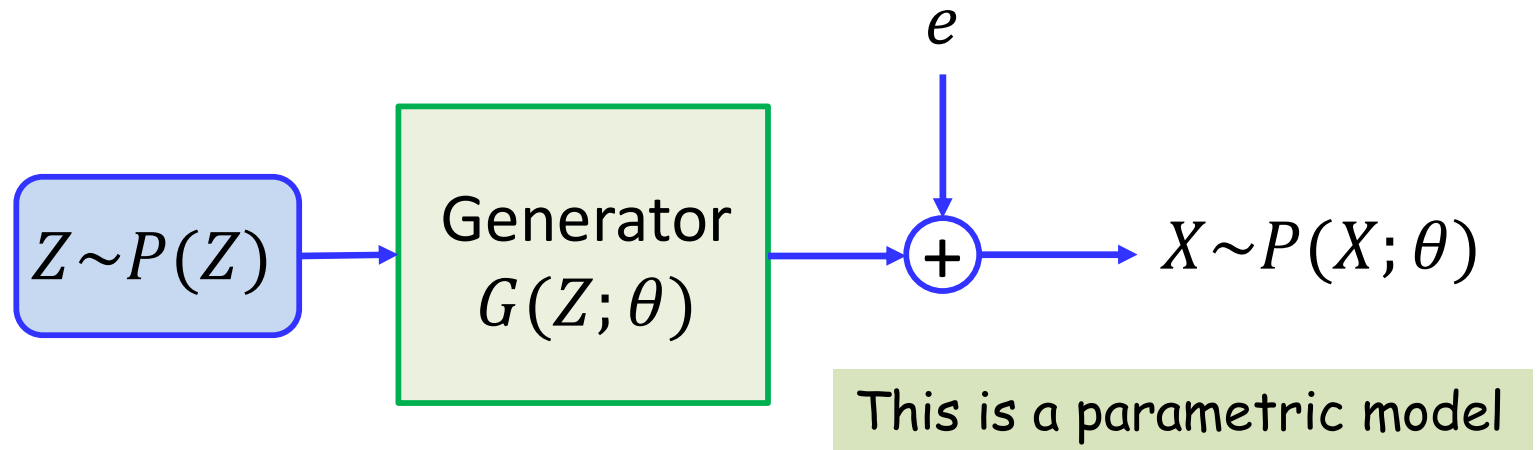 e
Z~P(Z)
Generator
G(Z; θ)
+
X~P(X; θ)
This is a parametric model